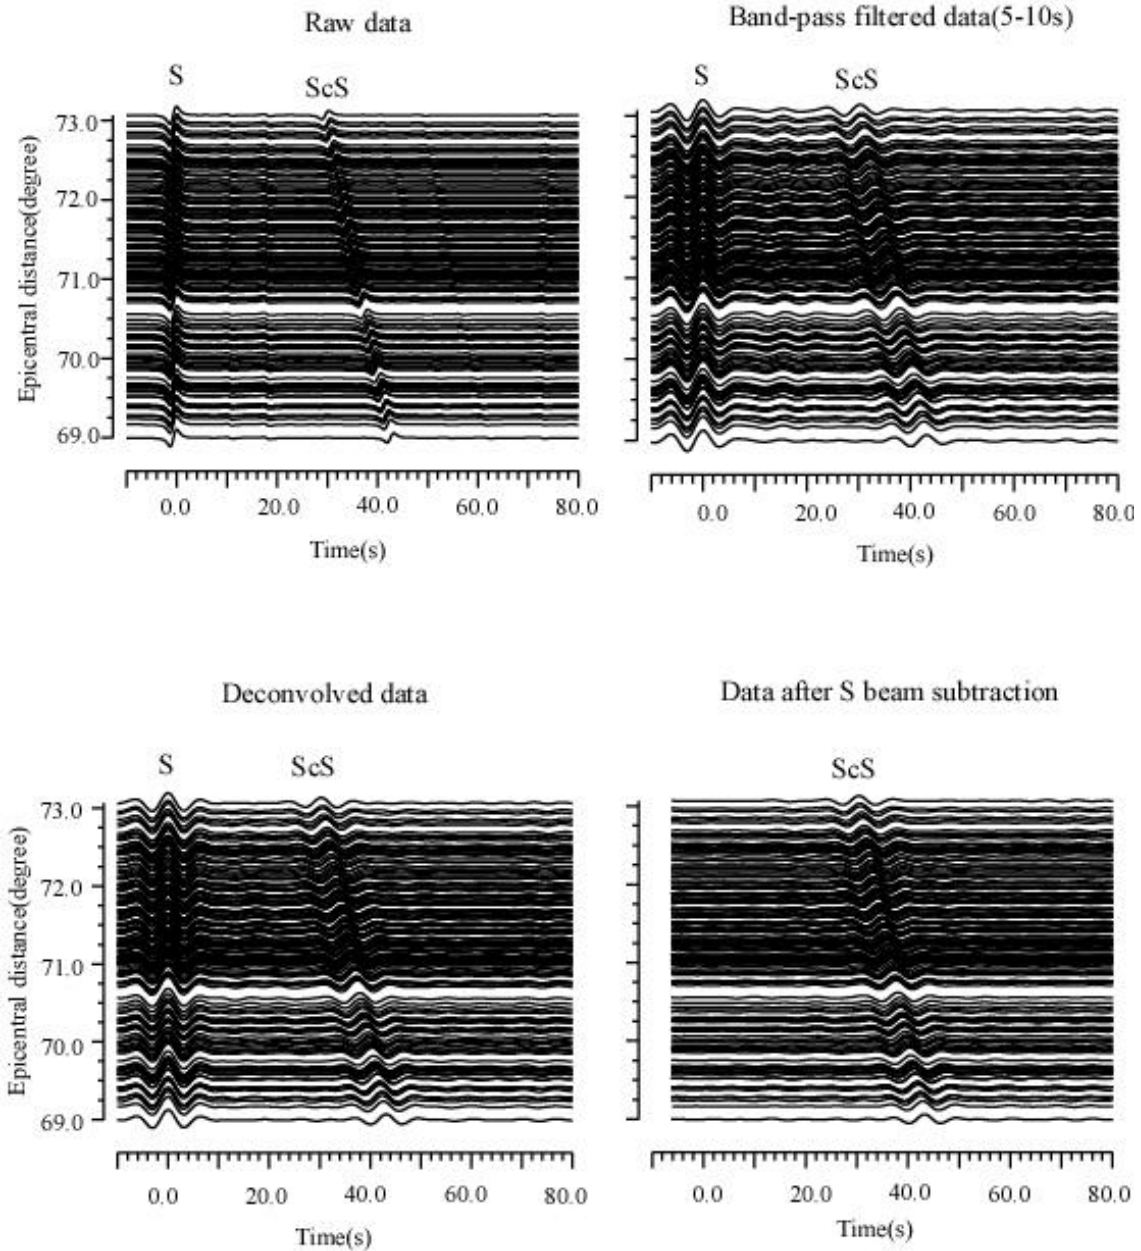 Raw data
Band-pass filtered data(5-10s)
S
ScS
S
ScS
Epicentral distance(degree)
73.0
72.0
71.0
70.0
69.0
0.0 20.0 40.0 60.0 80.0
Time(s)
0.0 20.0 40.0 60.0 80.0
Time(s)
Deconvolved data
Data after S beam subtraction
S
ScS
ScS
Epicentral distance(degree)
73.0
72.0
71.0
70.0
69.0
0.0 20.0 40.0 60.0 80.0
Time(s)
0.0 20.0 40.0 60.0 80.0
Time(s)